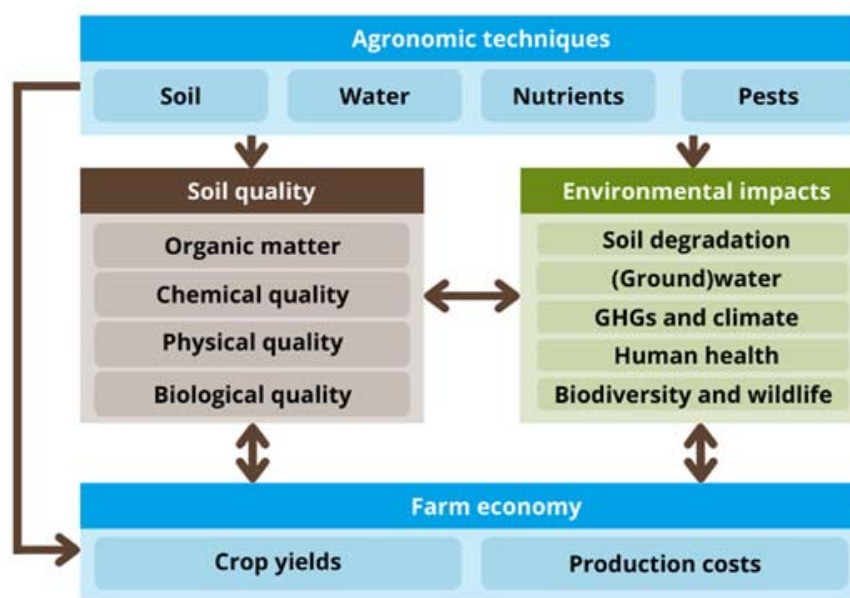 Agronomic techniques
Soil
Water
Nutrients
Pests
Soil quality
Organic matter
Chemical quality
Physical quality
Biological quality
Environmental impacts
Soil degradation
(Ground)water
GHGs and climate
Human health
Biodiversity and wildlife
Farm economy
Crop yields
Production costs